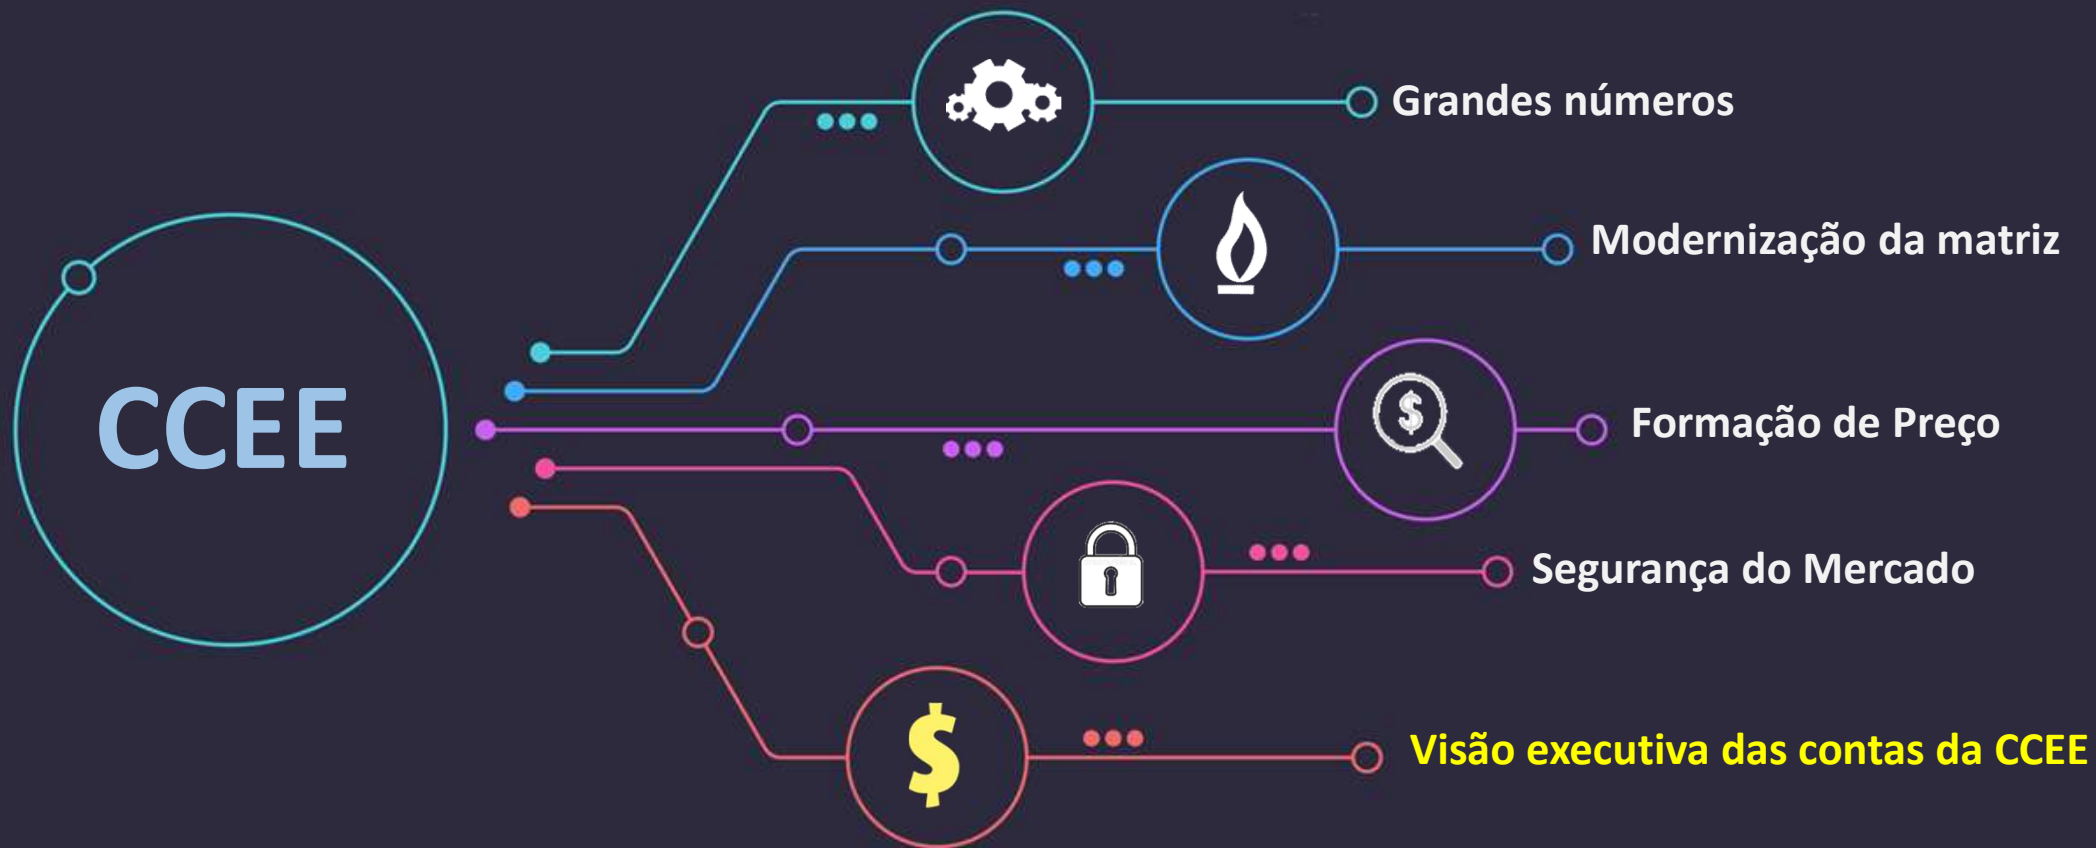 CCEE
Grandes números
Modernização da matriz
Formação de Preço
Segurança do Mercado
Visão executiva das contas da CCEE